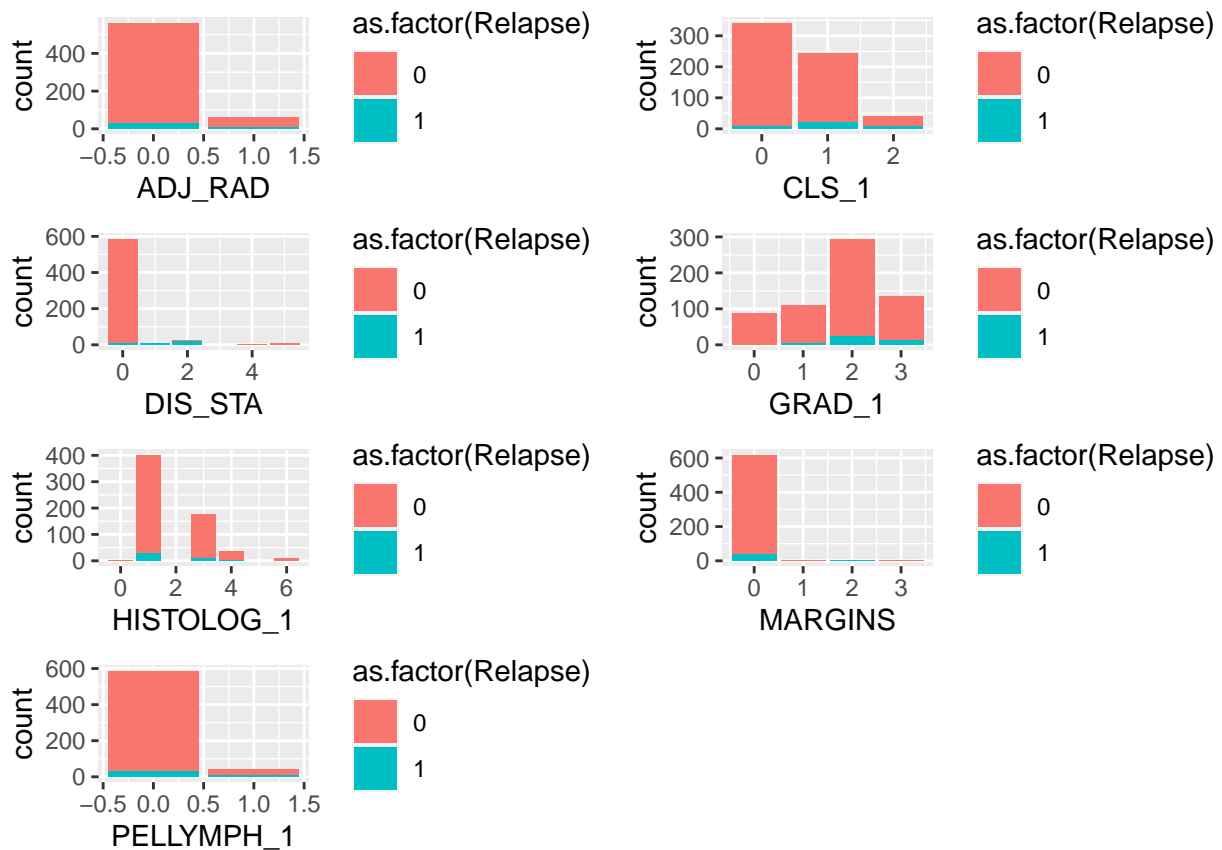 count
400
200
0
−0.5 0.0 0.5 1.0 1.5
ADJ_RAD
as.factor(Relapse)
0
1
count
300
200
100
0
0 1 2
CLS_1
as.factor(Relapse)
0
1
count
600
400
200
0
0 2 4
DIS_STA
as.factor(Relapse)
0
1
count
300
200
100
0
0 1 2 3
GRAD_1
as.factor(Relapse)
0
1
count
400
300
200
100
0
0 2 4 6
HISTOLOG_1
as.factor(Relapse)
0
1
count
600
400
200
0
0 1 2 3
MARGINS
as.factor(Relapse)
0
1
count
600
400
200
0
−0.5 0.0 0.5 1.0 1.5
PELLYMPH_1
as.factor(Relapse)
0
1